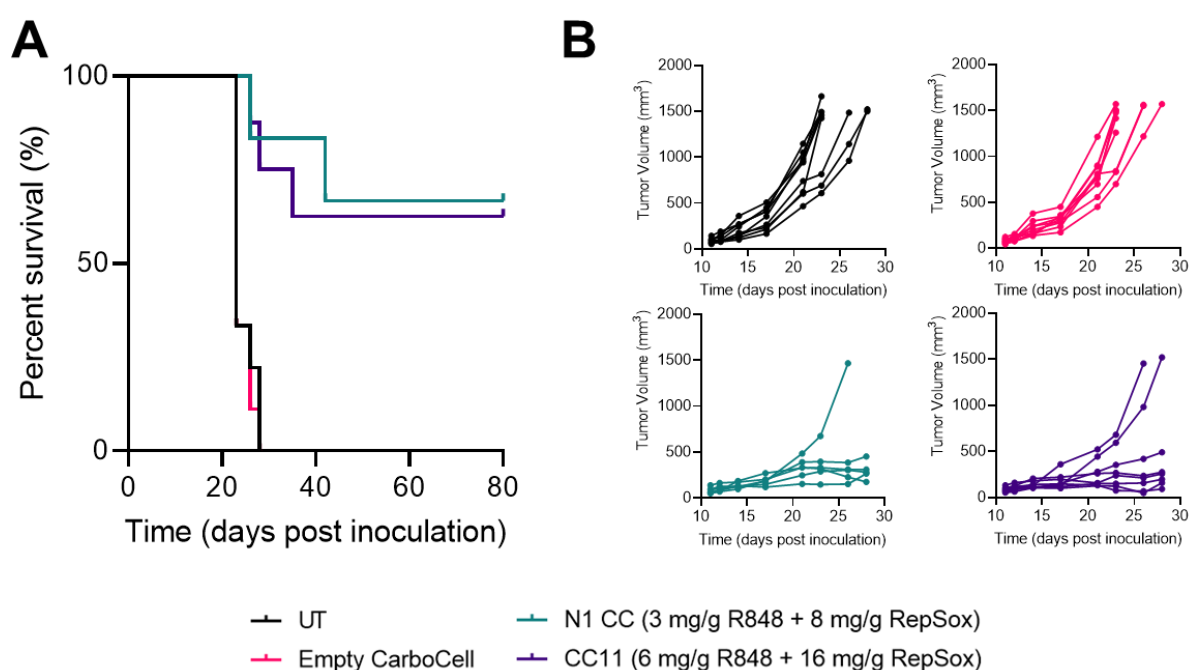 A
B
Percent survival (%)
100
50
0
0 20 40 60 80
Time (days post inoculation)
Tumor Volume (mm³)
2000
1500
1000
500
0
10 15 20 25 30
Time (days post inoculation)
Tumor Volume (mm³)
2000
1500
1000
500
0
10 15 20 25 30
Time (days post inoculation)
Tumor Volume (mm³)
2000
1500
1000
500
0
10 15 20 25 30
Time (days post inoculation)
Tumor Volume (mm³)
2000
1500
1000
500
0
10 15 20 25 30
Time (days post inoculation)
UT
N1 CC (3 mg/g R848 + 8 mg/g RepSox)
Empty CarboCell
CC11 (6 mg/g R848 + 16 mg/g RepSox)